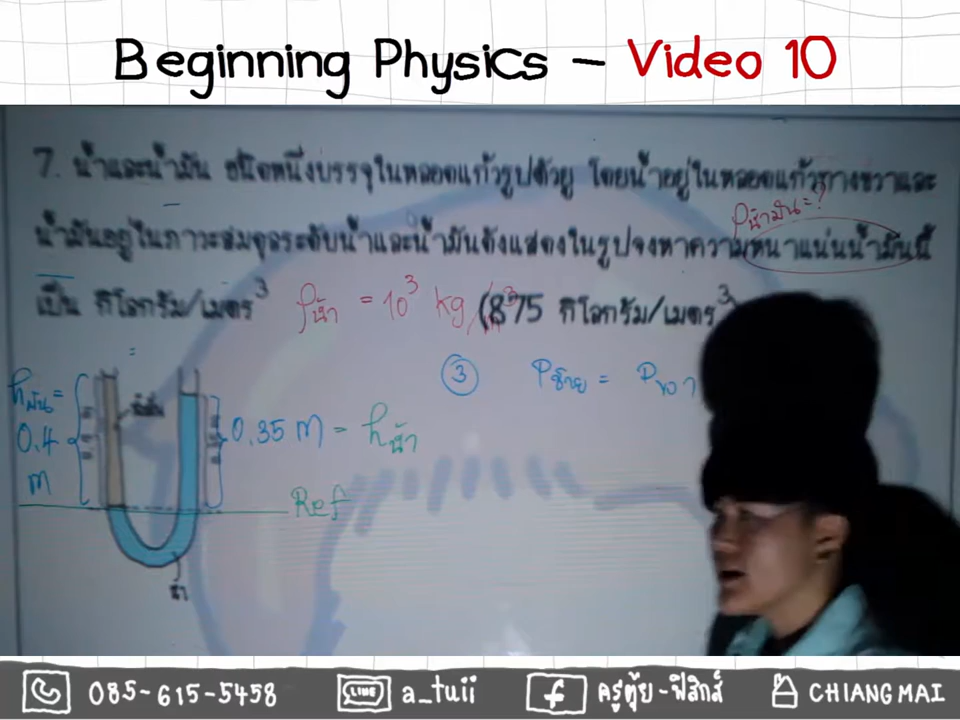 Beginning Physics – Video 10
7. น้ำและน้ำมัน ชนิดหนึ่งบรรจุในหลอดแก้วรูปตัวยู โดยน้ำอยู่ในหลอดแก้วทางขวาและ
ρน้ำมัน = ?
น้ำมันอยู่ในภาวะสมดุลระดับน้ำและน้ำมันดังแสดงในรูปจงหาความหนาแน่นน้ำมันนี้
เป็น กิโลกรัม/เมตร³ ρน้ำ = 10³ kg/m³ (875 กิโลกรัม/เมตร³)
③ Pซ้าย = Pขวา
hมัน = 0.4 m
น้ำมัน
0.35 m = hน้ำ
Ref
น้ำ
085-615-5458 LINE a_tuii f ครูตุ้ย-ฟิสิกส์ CHIANG MAI